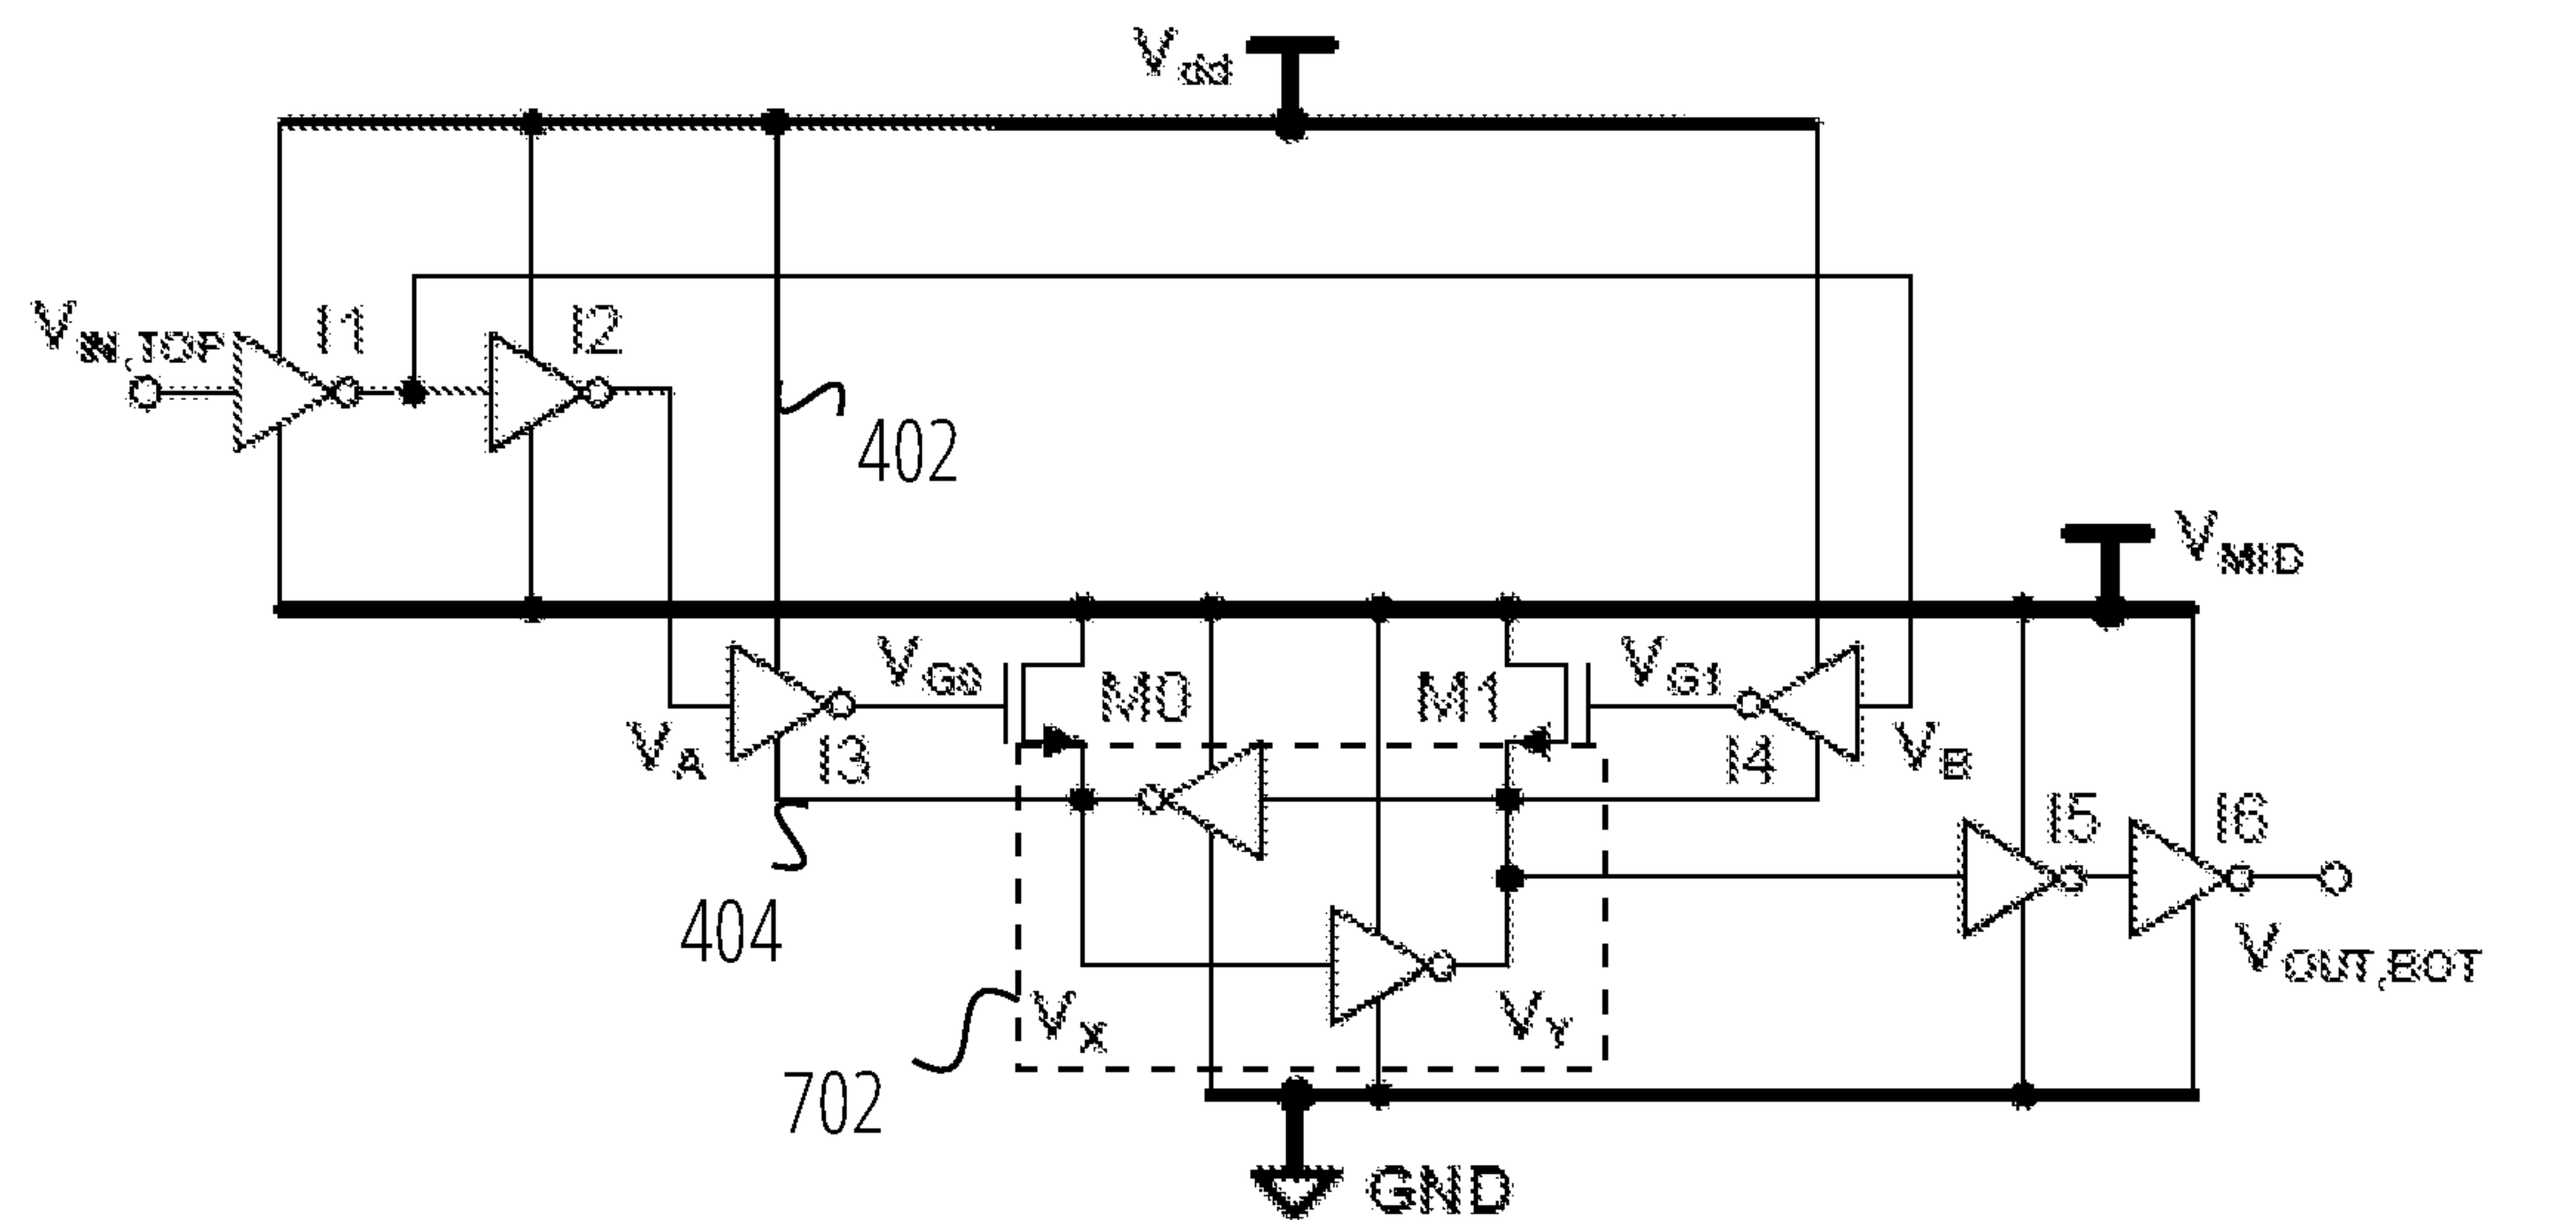 Vdd
VIN,TOP
I1
I2
402
VMID
VG0
M0
M1
VG1
VA
I3
I4
VB
I5
I6
404
VOUT,BOT
VX
VY
702
GND